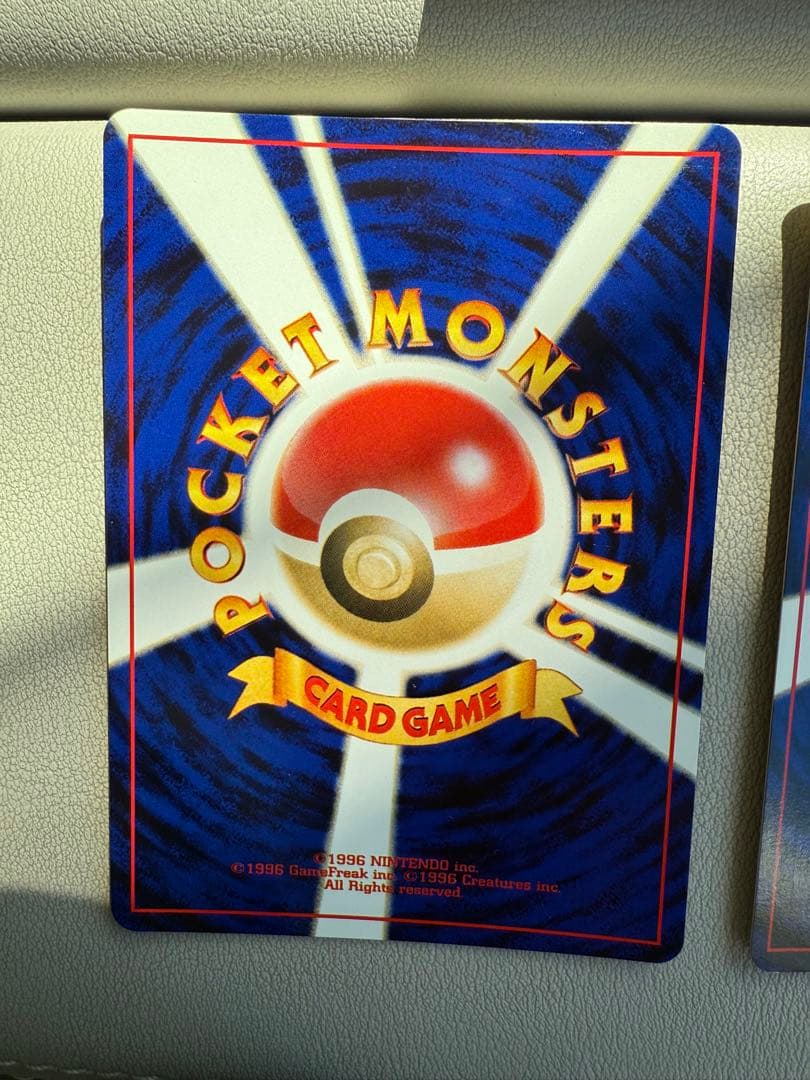 POCKET MONSTERS
CARD GAME
©1996 NINTENDO inc.
©1996 GameFreak inc. ©1996 Creatures inc.
All Rights reserved.